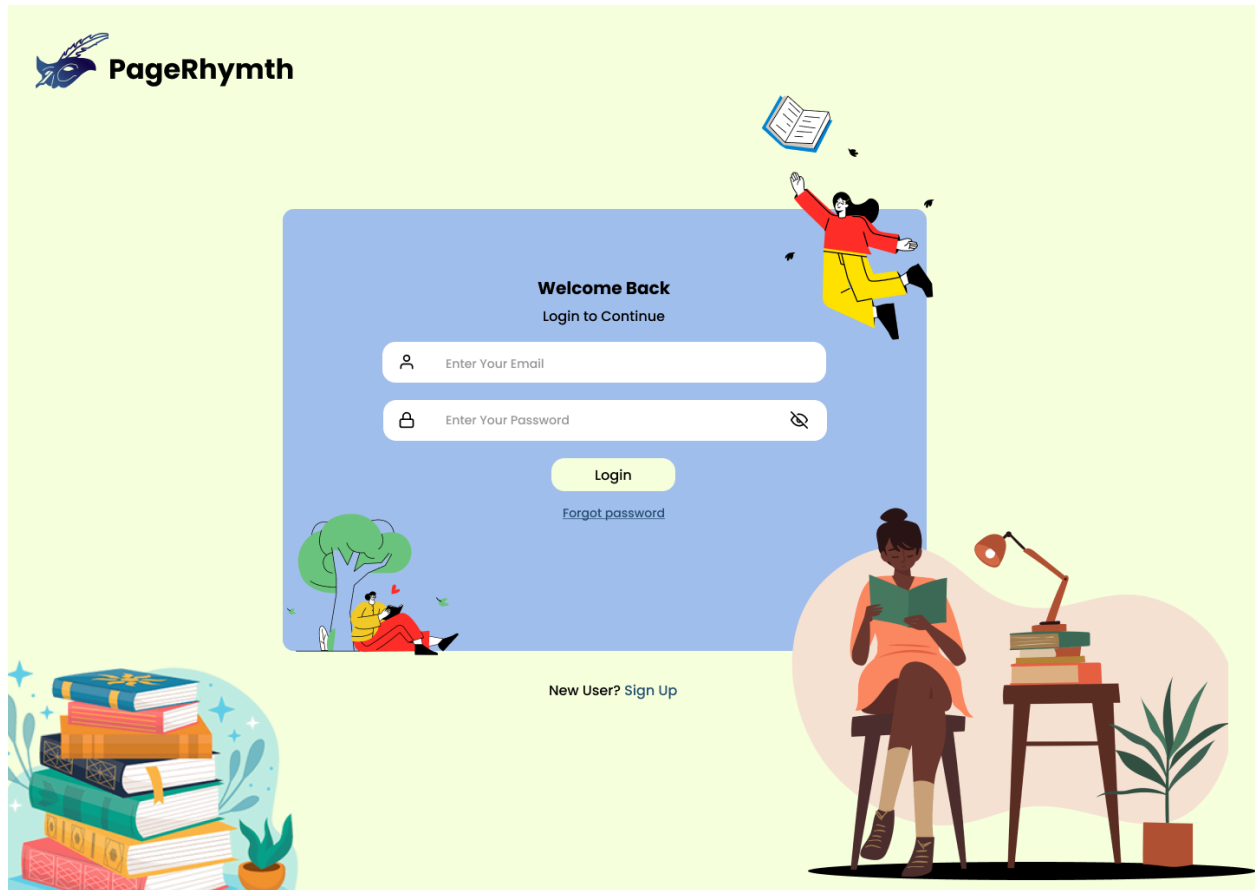 PageRhymth
Welcome Back
Login to Continue
Enter Your Email
Enter Your Password
Login
Forgot password
New User? Sign Up